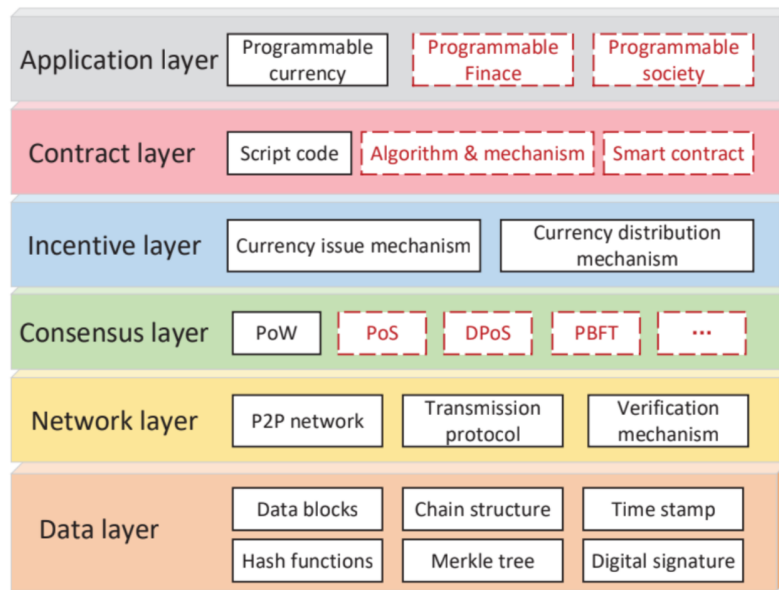 Application layer
Programmable
currency
Programmable
Finace
Programmable
society
Contract layer
Script code
Algorithm & mechanism
Smart contract
Incentive layer
Currency issue mechanism
Currency distribution
mechanism
Consensus layer
PoW
PoS
DPoS
PBFT
...
Network layer
P2P network
Transmission
protocol
Verification
mechanism
Data layer
Data blocks
Chain structure
Time stamp
Hash functions
Merkle tree
Digital signature